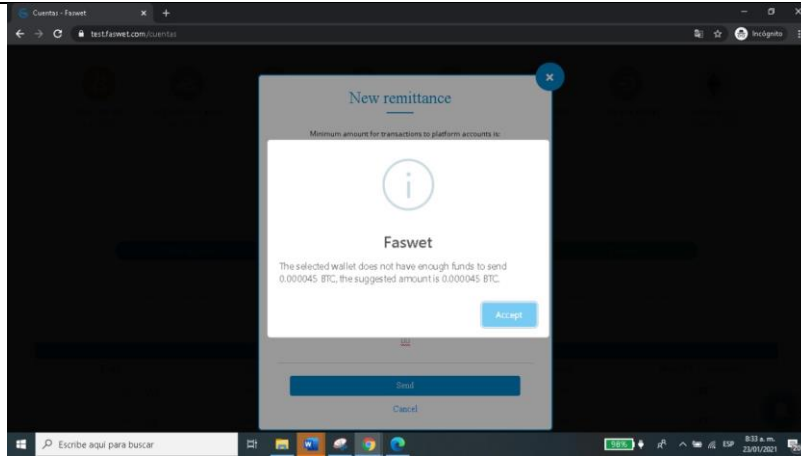 Cuentas - Faswet
test.faswet.com/cuentas
Incógnito
New remittance
Minimum amount for transactions to platform accounts is:
Faswet
The selected wallet does not have enough funds to send
0.000045 BTC, the suggested amount is 0.000045 BTC.
Accept
Send
Cancel
Escribe aquí para buscar
98%
ESP
8:33 a. m.
23/01/2021